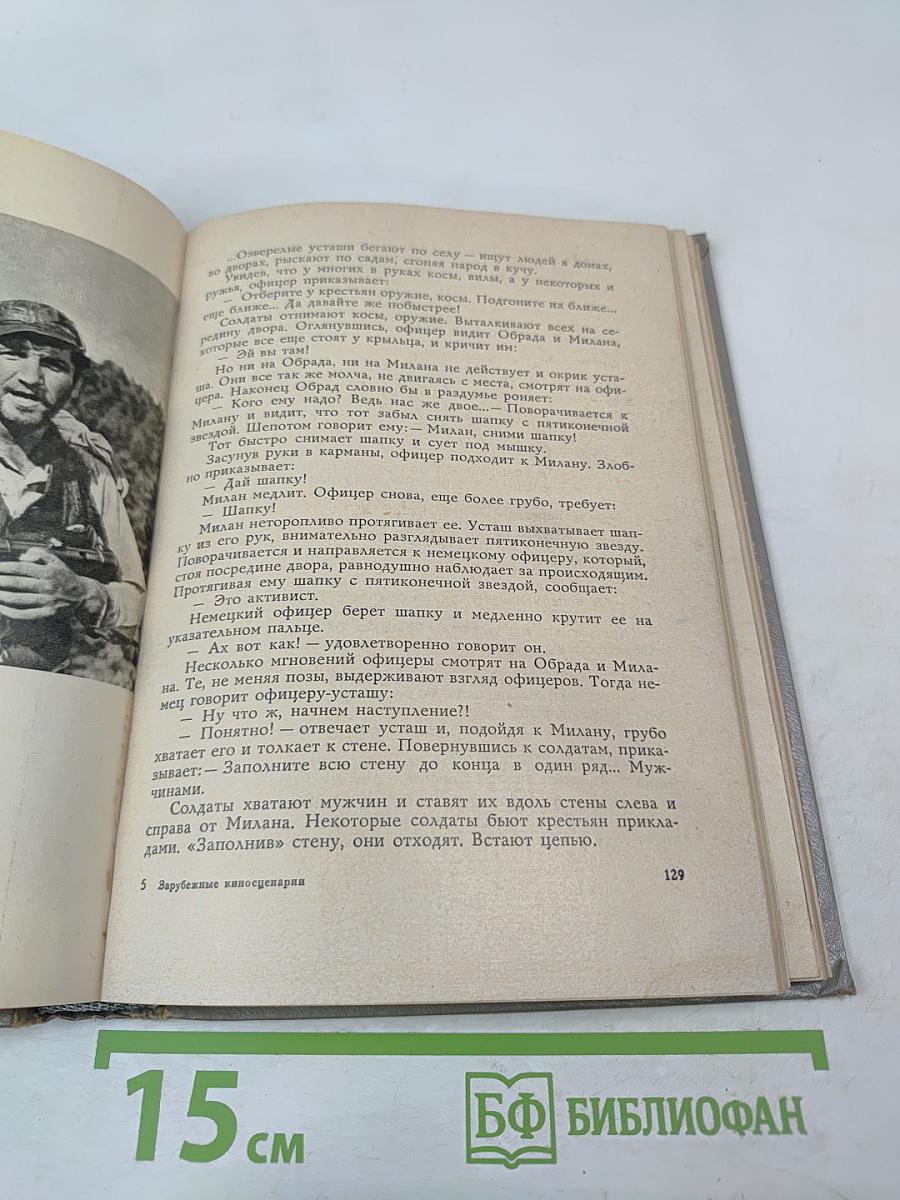 ...Озверелые усташи бегают по селу — ищут людей в домах,
во дворах, рыскают по садам, сгоняя народ в кучу.
Увидев, что у многих в руках косы, вилы, а у некоторых и
ружья, офицер приказывает:
— Отберите у крестьян оружие, косы. Подгоните их ближе...
еще ближе... Да давайте же побыстрее!
Солдаты отнимают косы, оружие. Выталкивают всех на се-
редину двора. Оглянувшись, офицер видит Обрада и Милана,
которые все еще стоят у крыльца, и кричит им:
— Эй вы там!
Но ни на Обрада, ни на Милана не действует и окрик уста-
ша. Они все так же молча, не двигаясь с места, смотрят на офи-
цера. Наконец Обрад словно бы в раздумье роняет:
— Кого ему надо? Ведь нас же двое... — Поворачивается к
Милану и видит, что тот забыл снять шапку с пятиконечной
звездой. Шепотом говорит ему: — Милан, сними шапку!
Тот быстро снимает шапку и сует под мышку.
Засунув руки в карманы, офицер подходит к Милану. Злоб-
но приказывает:
— Дай шапку!
Милан медлит. Офицер снова, еще более грубо, требует:
— Шапку!
Милан неторопливо протягивает ее. Усташ выхватывает шап-
ку из его рук, внимательно разглядывает пятиконечную звезду.
Поворачивается и направляется к немецкому офицеру, который,
стоя посредине двора, равнодушно наблюдает за происходящим.
Протягивая ему шапку с пятиконечной звездой, сообщает:
— Это активист.
Немецкий офицер берет шапку и медленно крутит ее на
указательном пальце.
— Ах вот как! — удовлетворенно говорит он.
Несколько мгновений офицеры смотрят на Обрада и Мила-
на. Те, не меняя позы, выдерживают взгляд офицеров. Тогда не-
мец говорит офицеру-усташу:
— Ну что ж, начнем наступление?!
— Понятно! — отвечает усташ и, подойдя к Милану, грубо
хватает его и толкает к стене. Повернувшись к солдатам, прика-
зывает: — Заполните всю стену до конца в один ряд... Муж-
чинами.
Солдаты хватают мужчин и ставят их вдоль стены слева и
справа от Милана. Некоторые солдаты бьют крестьян прикла-
дами. «Заполнив» стену, они отходят. Встают цепью.
5 Зарубежные киносценарии
129
15 см
БФ БИБЛИОФАН